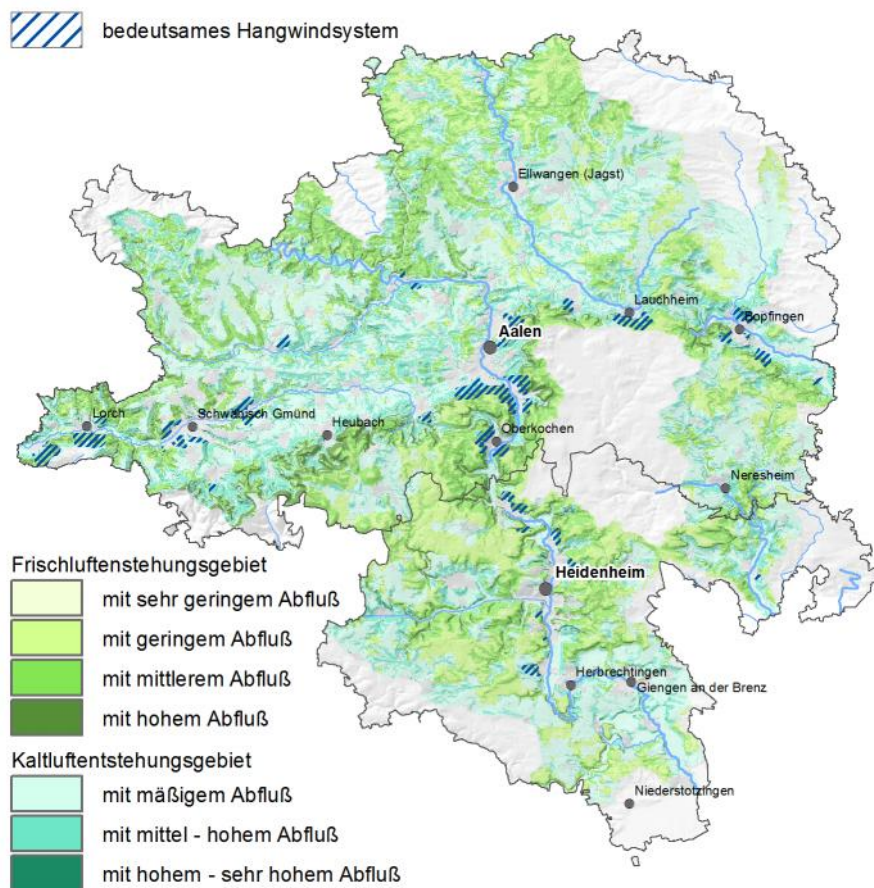 bedeutsames Hangwindsystem
Ellwangen (Jagst)
Lauchheim
Bopfingen
Aalen
Lorch
Schwäbisch Gmünd
Heubach
Oberkochen
Neresheim
Frischluftenstehungsgebiet
mit sehr geringem Abfluß
mit geringem Abfluß
mit mittlerem Abfluß
mit hohem Abfluß
Heidenheim
Herbrechtingen
Giengen an der Brenz
Kaltluftentstehungsgebiet
mit mäßigem Abfluß
mit mittel - hohem Abfluß
mit hohem - sehr hohem Abfluß
Niederstotzingen